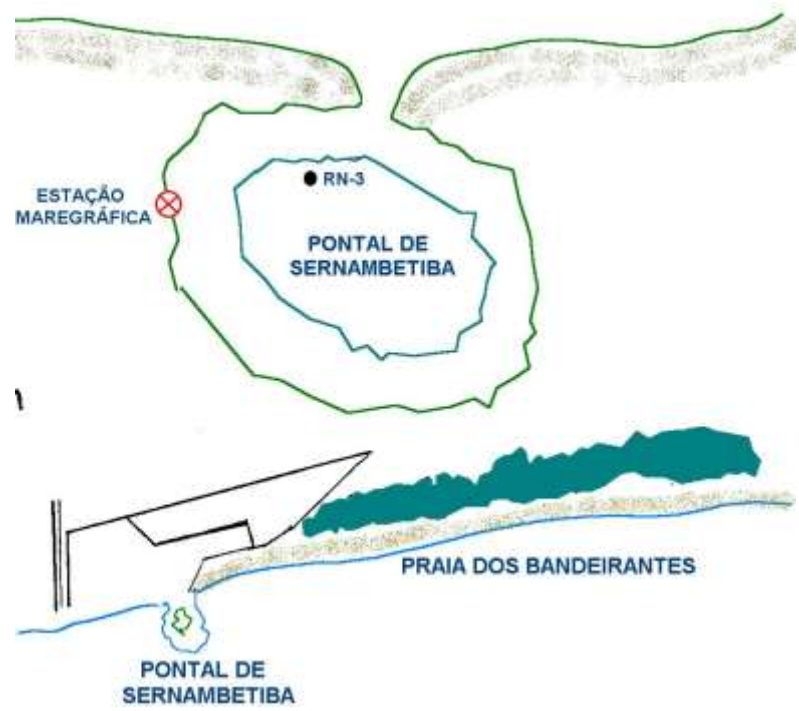 ESTAÇÃO
MAREGRÁFICA
RN-3
PONTAL DE
SERNAMBETIBA
PRAIA DOS BANDEIRANTES
PONTAL DE
SERNAMBETIBA